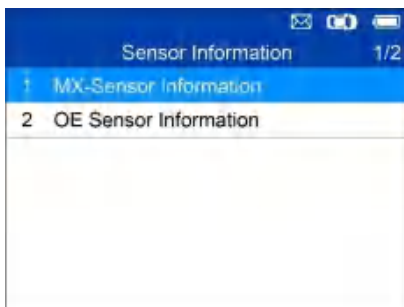 Sensor Information 1/2
1 MX-Sensor Information
2 OE Sensor Information